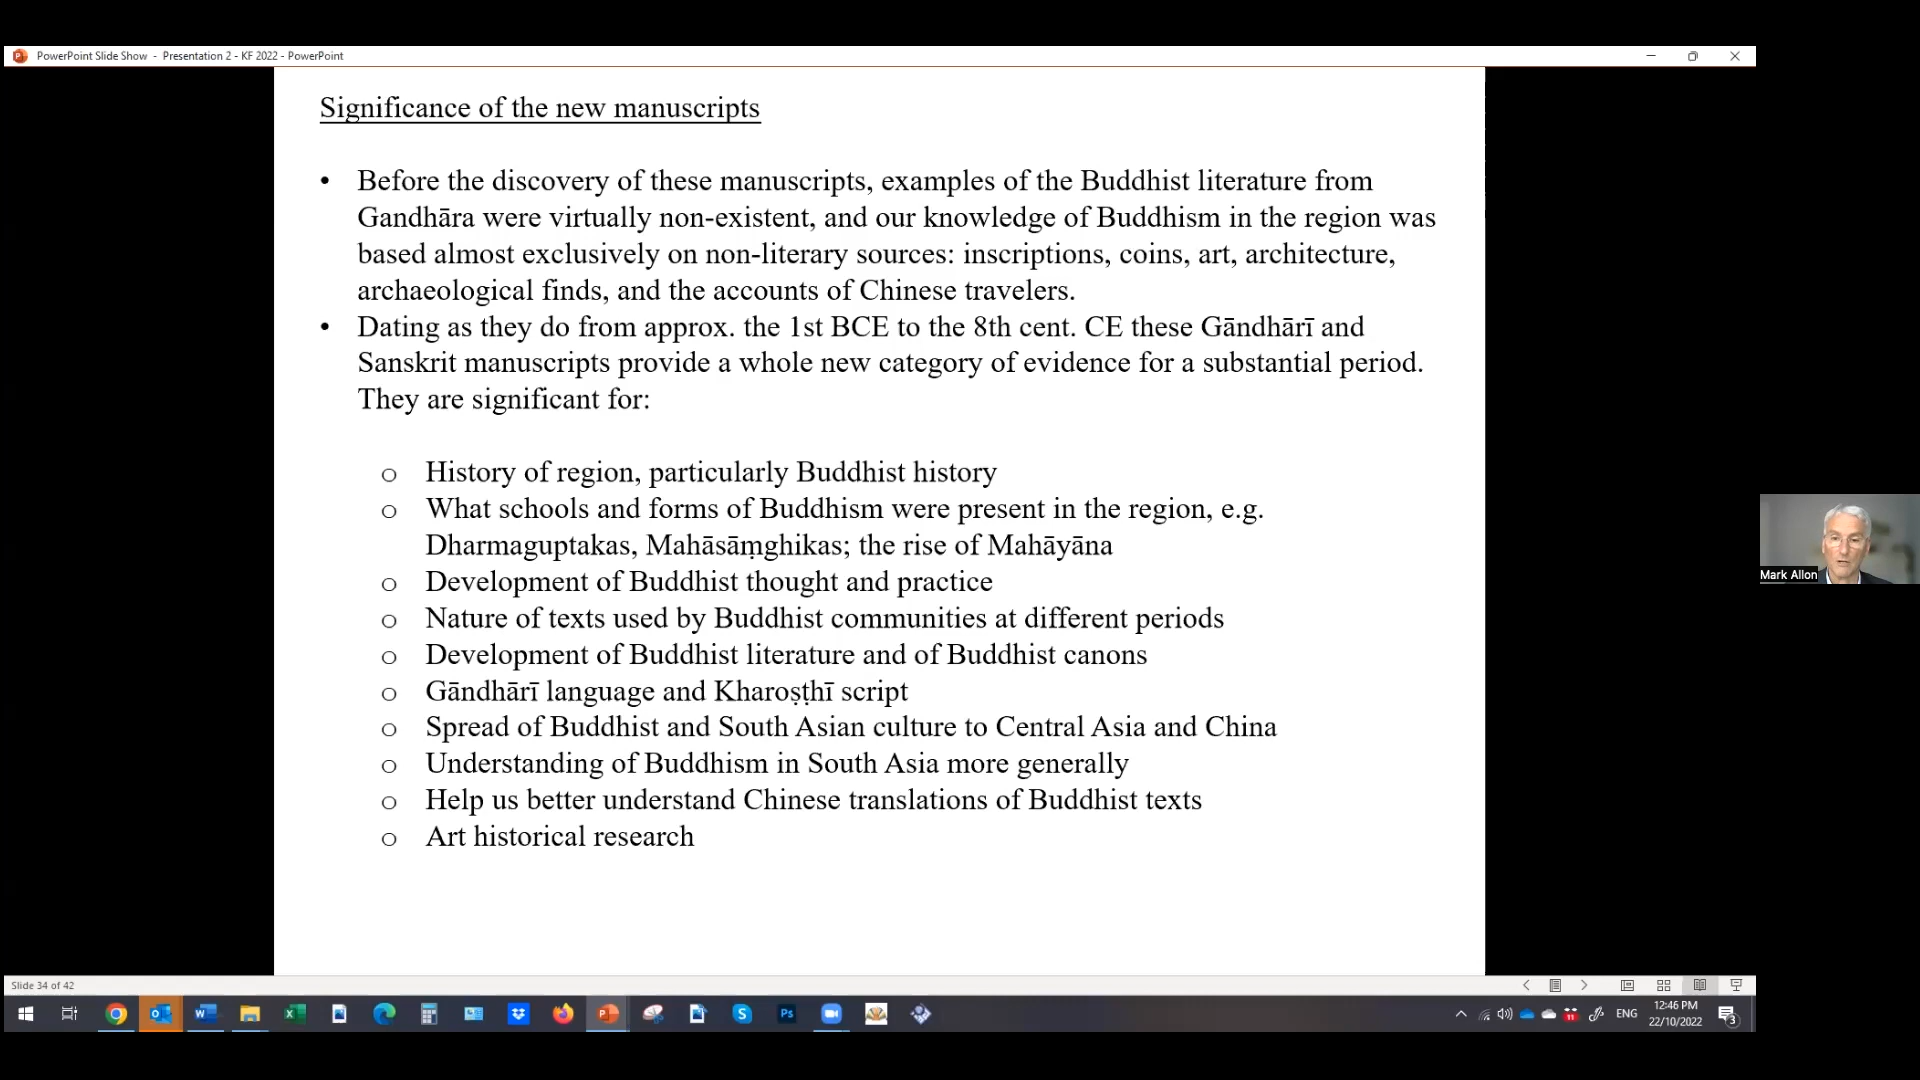 PowerPoint Slide Show - Presentation 2 - KF 2022 - PowerPoint
Significance of the new manuscripts
• Before the discovery of these manuscripts, examples of the Buddhist literature from
Gandhāra were virtually non-existent, and our knowledge of Buddhism in the region was
based almost exclusively on non-literary sources: inscriptions, coins, art, architecture,
archaeological finds, and the accounts of Chinese travelers.
• Dating as they do from approx. the 1st BCE to the 8th cent. CE these Gāndhārī and
Sanskrit manuscripts provide a whole new category of evidence for a substantial period.
They are significant for:
o History of region, particularly Buddhist history
o What schools and forms of Buddhism were present in the region, e.g.
Dharmaguptakas, Mahāsāṃghikas; the rise of Mahāyāna
o Development of Buddhist thought and practice
o Nature of texts used by Buddhist communities at different periods
o Development of Buddhist literature and of Buddhist canons
o Gāndhārī language and Kharoṣṭhī script
o Spread of Buddhist and South Asian culture to Central Asia and China
o Understanding of Buddhism in South Asia more generally
o Help us better understand Chinese translations of Buddhist texts
o Art historical research
Mark Allon
Slide 34 of 42
ENG
12:46 PM
22/10/2022
3